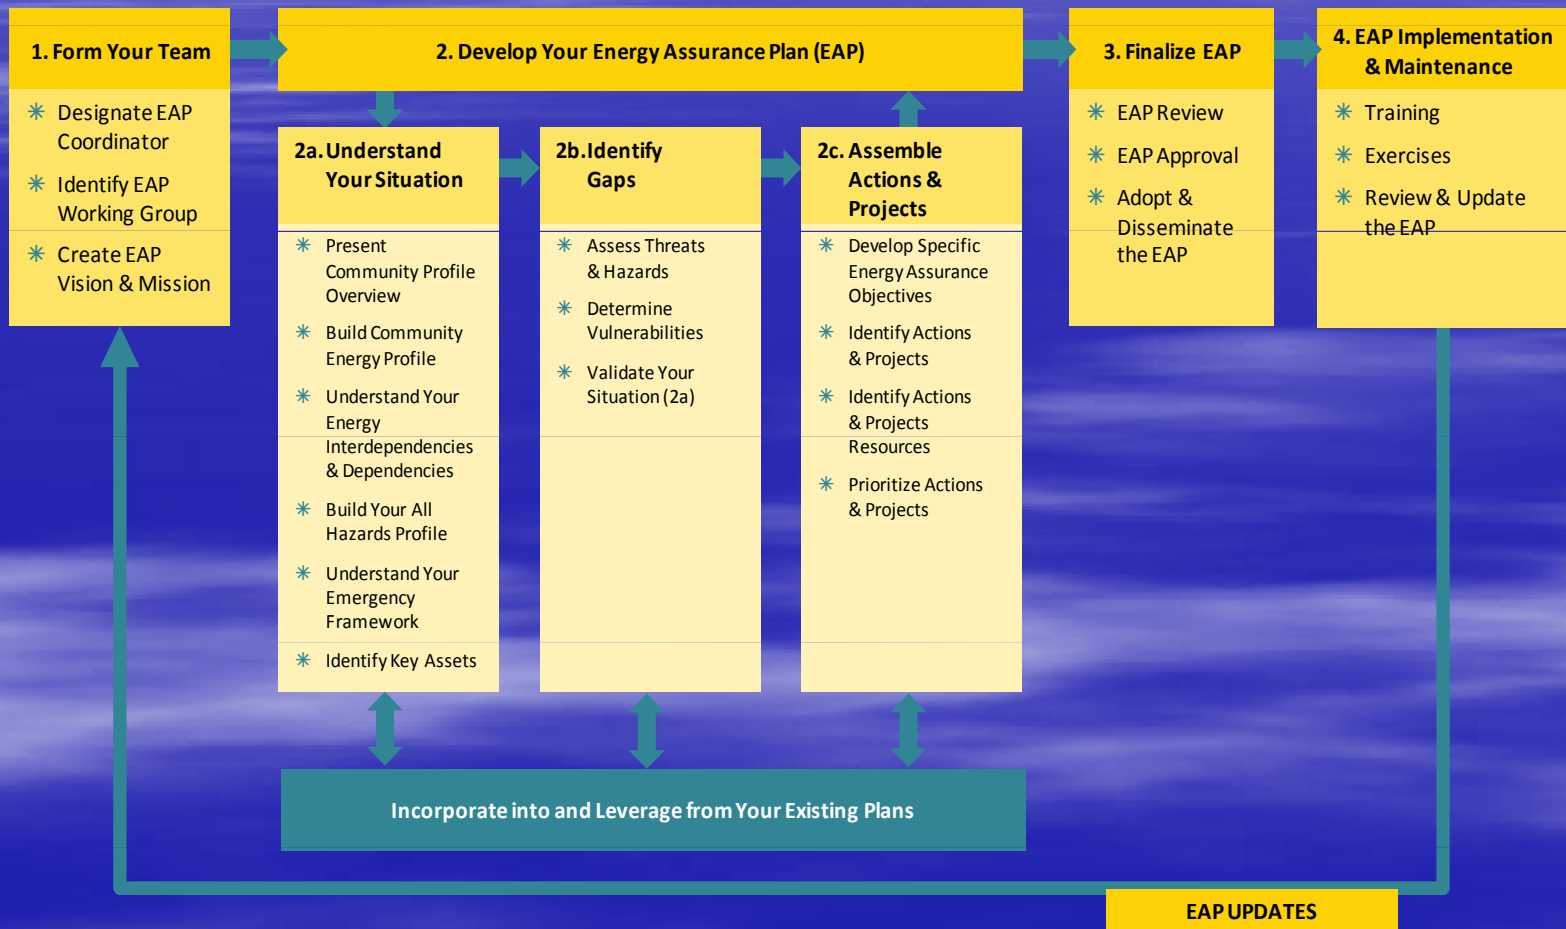 1. Form Your Team
✳ Designate EAP
Coordinator
✳ Identify EAP
Working Group
✳ Create EAP
Vision & Mission
2. Develop Your Energy Assurance Plan (EAP)
2a. Understand
Your Situation
✳ Present
Community Profile
Overview
✳ Build Community
Energy Profile
✳ Understand Your
Energy
Interdependencies
& Dependencies
✳ Build Your All
Hazards Profile
✳ Understand Your
Emergency
Framework
✳ Identify Key Assets
2b. Identify
Gaps
✳ Assess Threats
& Hazards
✳ Determine
Vulnerabilities
✳ Validate Your
Situation (2a)
2c. Assemble
Actions &
Projects
✳ Develop Specific
Energy Assurance
Objectives
✳ Identify Actions
& Projects
✳ Identify Actions
& Projects
Resources
✳ Prioritize Actions
& Projects
3. Finalize EAP
✳ EAP Review
✳ EAP Approval
✳ Adopt &
Disseminate
the EAP
4. EAP Implementation
& Maintenance
✳ Training
✳ Exercises
✳ Review & Update
the EAP
Incorporate into and Leverage from Your Existing Plans
EAP UPDATES